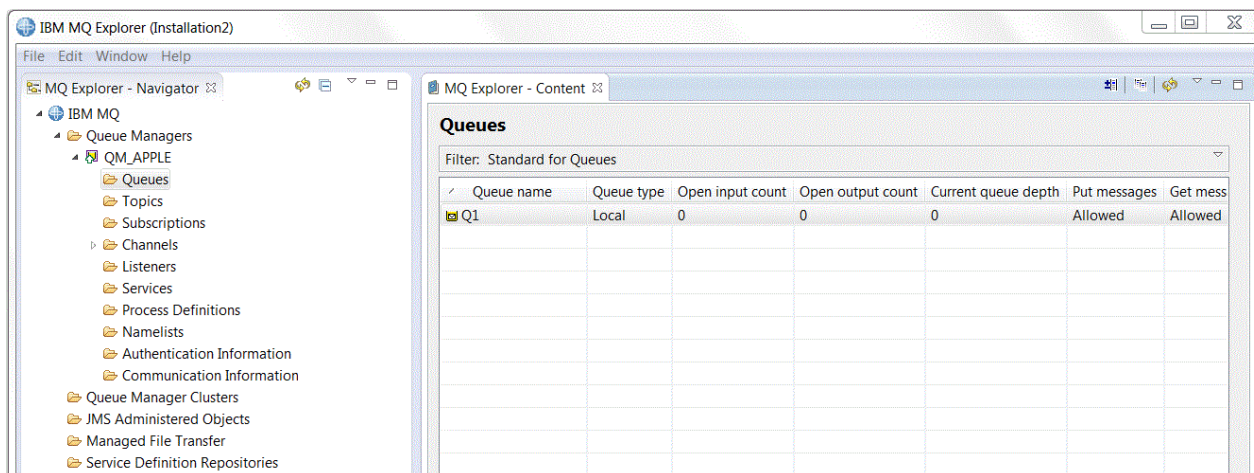 IBM MQ Explorer (Installation2)
File Edit Window Help
MQ Explorer - Navigator
IBM MQ
Queue Managers
QM_APPLE
Queues
Topics
Subscriptions
Channels
Listeners
Services
Process Definitions
Namelists
Authentication Information
Communication Information
Queue Manager Clusters
JMS Administered Objects
Managed File Transfer
Service Definition Repositories
MQ Explorer - Content
Queues
Filter: Standard for Queues
Queue name Queue type Open input count Open output count Current queue depth Put messages Get mess
Q1 Local 0 0 0 Allowed Allowed